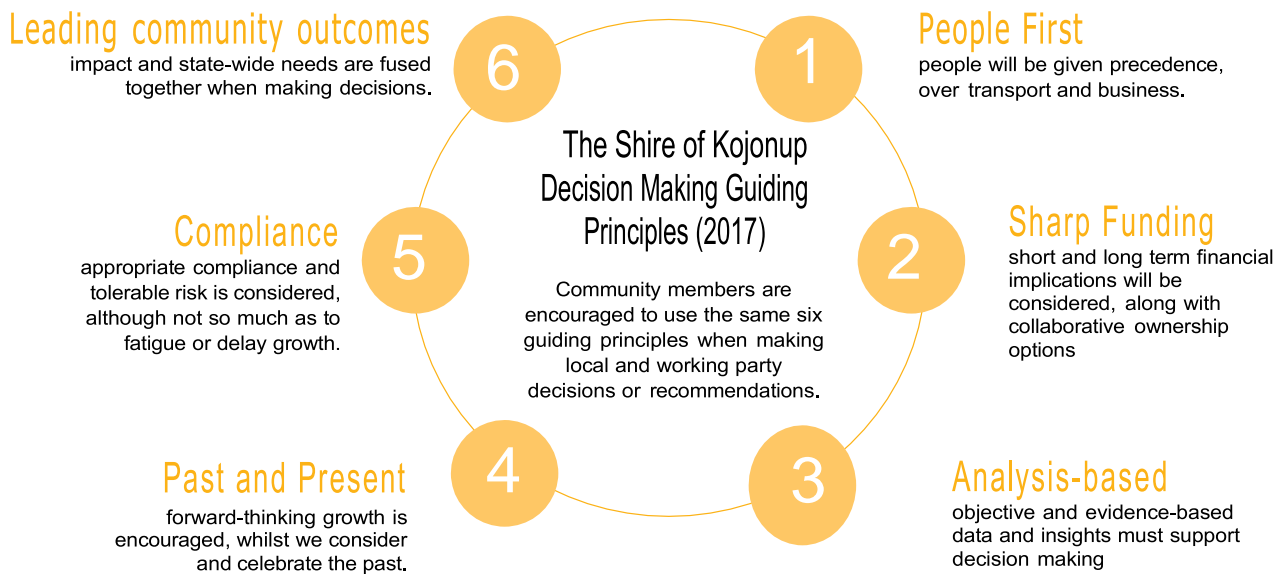 The Shire of Kojonup
Decision Making Guiding
Principles (2017)
Community members are
encouraged to use the same six
guiding principles when making
local and working party
decisions or recommendations.
1
People First
people will be given precedence,
over transport and business.
2
Sharp Funding
short and long term financial
implications will be
considered, along with
collaborative ownership
options
3
Analysis-based
objective and evidence-based
data and insights must support
decision making
4
Past and Present
forward-thinking growth is
encouraged, whilst we consider
and celebrate the past.
5
Compliance
appropriate compliance and
tolerable risk is considered,
although not so much as to
fatigue or delay growth.
6
Leading community outcomes
impact and state-wide needs are fused
together when making decisions.